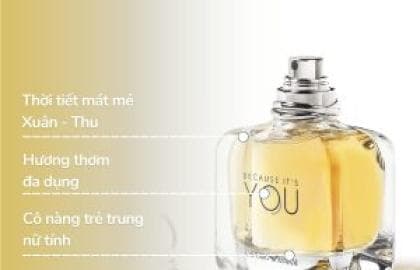 Thời tiết mát mẻ
Xuân - Thu
Hương thơm
đa dụng
Cô nàng trẻ trung
nữ tính
BECAUSE IT'S
YOU